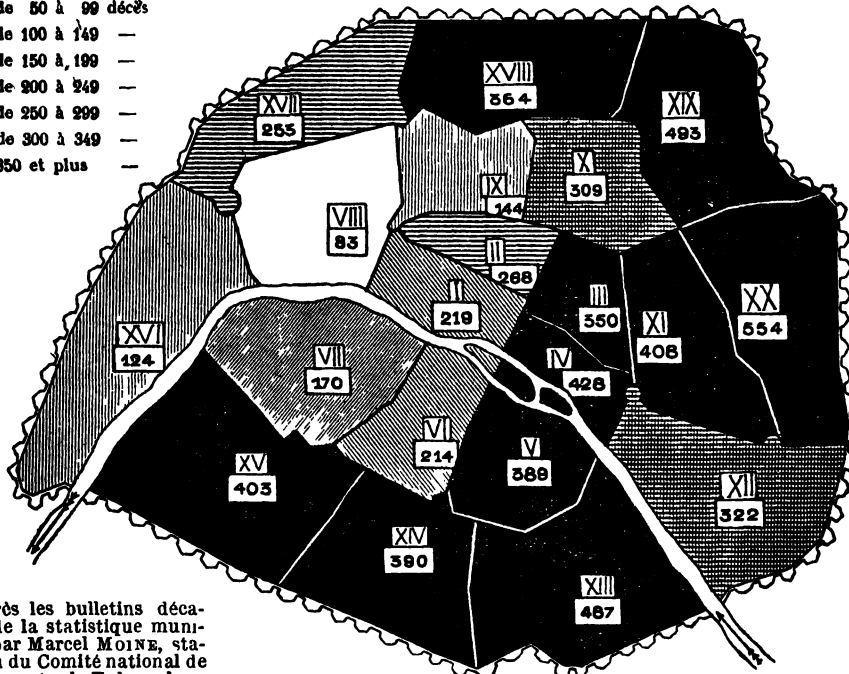 de 50 à 99 décès
de 100 à 149 —
de 150 à 199 —
de 200 à 249 —
de 250 à 299 —
de 300 à 349 —
350 et plus —
XVIII
364
XIX
493
XVII
253
X
309
IX
144
VIII
83
II
268
I
219
III
350
XI
408
XX
554
XVI
124
VII
170
IV
428
VI
214
V
389
XV
403
XII
322
XIV
390
XIII
487
ès les bulletins déca-
de la statistique muni-
par Marcel MOINE, sta-
du Comité national de